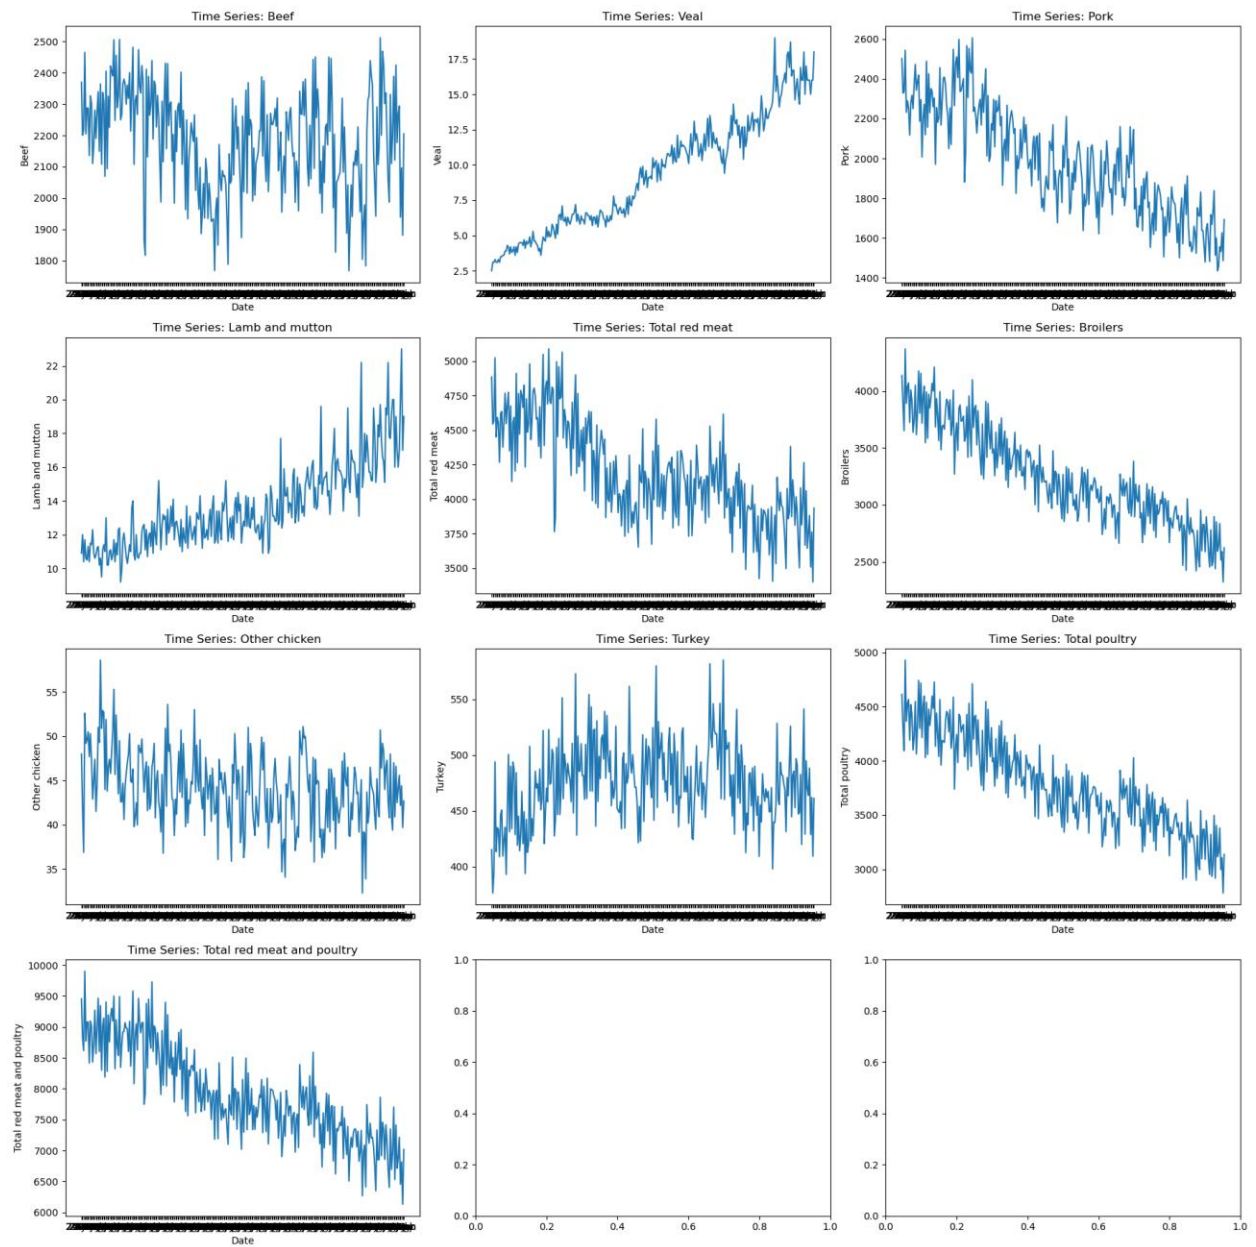 Time Series: Beef
2500
2400
2300
2200
2100
2000
1900
1800
Beef
Date
Time Series: Veal
17.5
15.0
12.5
10.0
7.5
5.0
2.5
Veal
Date
Time Series: Pork
2600
2400
2200
2000
1800
1600
1400
Pork
Date
Time Series: Lamb and mutton
22
20
18
16
14
12
10
Lamb and mutton
Date
Time Series: Total red meat
5000
4750
4500
4250
4000
3750
3500
Total red meat
Date
Time Series: Broilers
4000
3500
3000
2500
Broilers
Date
Time Series: Other chicken
55
50
45
40
35
Other chicken
Date
Time Series: Turkey
550
500
450
400
Turkey
Date
Time Series: Total poultry
5000
4500
4000
3500
3000
Total poultry
Date
Time Series: Total red meat and poultry
10000
9500
9000
8500
8000
7500
7000
6500
6000
Total red meat and poultry
Date
1.0
0.8
0.6
0.4
0.2
0.0
0.0 0.2 0.4 0.6 0.8 1.0
1.0
0.8
0.6
0.4
0.2
0.0
0.0 0.2 0.4 0.6 0.8 1.0